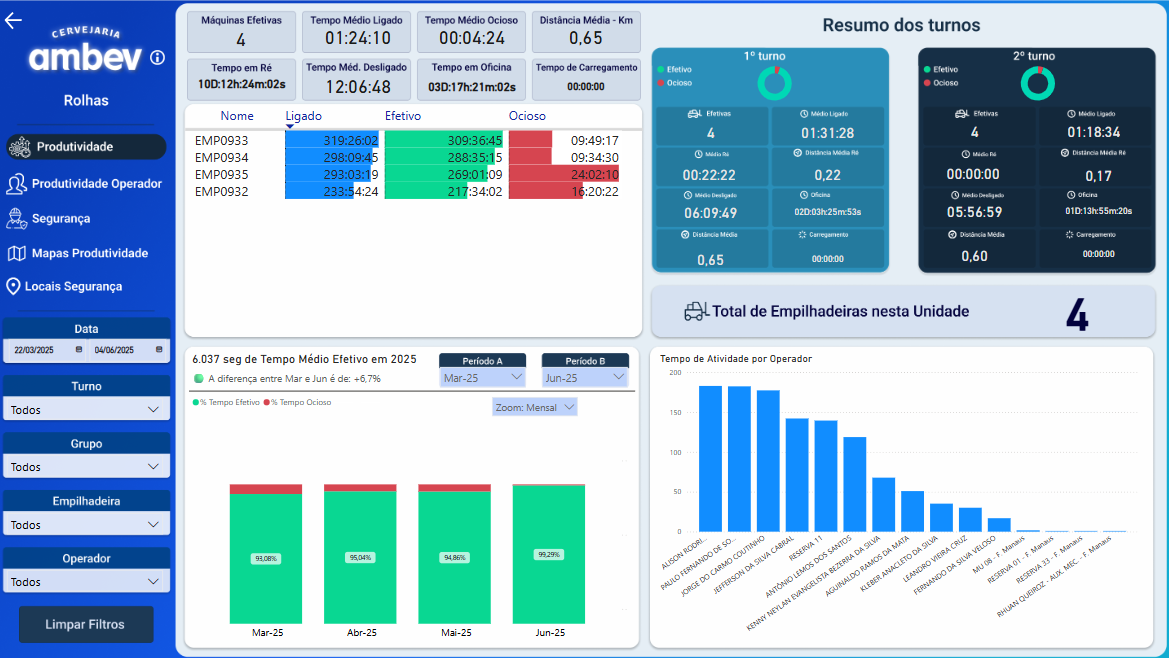 CERVEJARIA
ambev
Rolhas
Produtividade
Produtividade Operador
Segurança
Mapas Produtividade
Locais Segurança
Data
22/03/2025 04/06/2025
Turno
Todos
Grupo
Todos
Empilhadeira
Todos
Operador
Todos
Limpar Filtros
Máquinas Efetivas
4
Tempo Médio Ligado
01:24:10
Tempo Médio Ocioso
00:04:24
Distância Média - Km
0,65
Tempo em Ré
10D:12h:24m:02s
Tempo Méd. Desligado
12:06:48
Tempo em Oficina
03D:17h:21m:02s
Tempo de Carregamento
00:00:00
Nome Ligado Efetivo Ocioso
EMP0933 319:26:02 309:36:45 09:49:17
EMP0934 298:09:45 288:35:15 09:34:30
EMP0935 293:03:19 269:01:09 24:02:10
EMP0932 233:54:24 217:34:02 16:20:22
Resumo dos turnos
1º turno
Efetivo
Ocioso
Efetivas
4
Médio Ligado
01:31:28
Médio Ré
00:22:22
Distância Média Ré
0,22
Médio Desligado
06:09:49
Oficina
02D:03h:25m:53s
Distância Média
0,65
Carregamento
00:00:00
2º turno
Efetivo
Ocioso
Efetivas
4
Médio Ligado
01:18:34
Médio Ré
00:00:00
Distância Média Ré
0,17
Médio Desligado
05:56:59
Oficina
01D:13h:55m:20s
Distância Média
0,60
Carregamento
00:00:00
Total de Empilhadeiras nesta Unidade
4
6.037 seg de Tempo Médio Efetivo em 2025
A diferença entre Mar e Jun é de: +6,7%
Período A
Mar-25
Período B
Jun-25
% Tempo Efetivo % Tempo Ocioso
Zoom: Mensal
93,08%
95,04%
94,86%
99,29%
Mar-25 Abr-25 Mai-25 Jun-25
Tempo de Atividade por Operador
200
150
100
50
0
ALISON RODRI...
PAULO FERNANDO DE SO...
JORGE DO CARMO COUTINHO
JEFFERSON DA SILVA CABRAL
RESERVA 11
ANTÔNIO LEMOS DOS SANTOS
KENNY NEYLAN EVANGELISTA BEZERRA DA SILVA
AGUINALDO RAMOS DA MATA
KLEBER ANACLETO DA SILVA
LEANDRO VIEIRA CRUZ
FERNANDO DA SILVA VELOSO
MU 08 - F. Manaus
RESERVA 01 - F. Manaus
RESERVA 33 - F. Manaus
RHUAN QUEIROZ - AUX. MEC. - F. Manaus